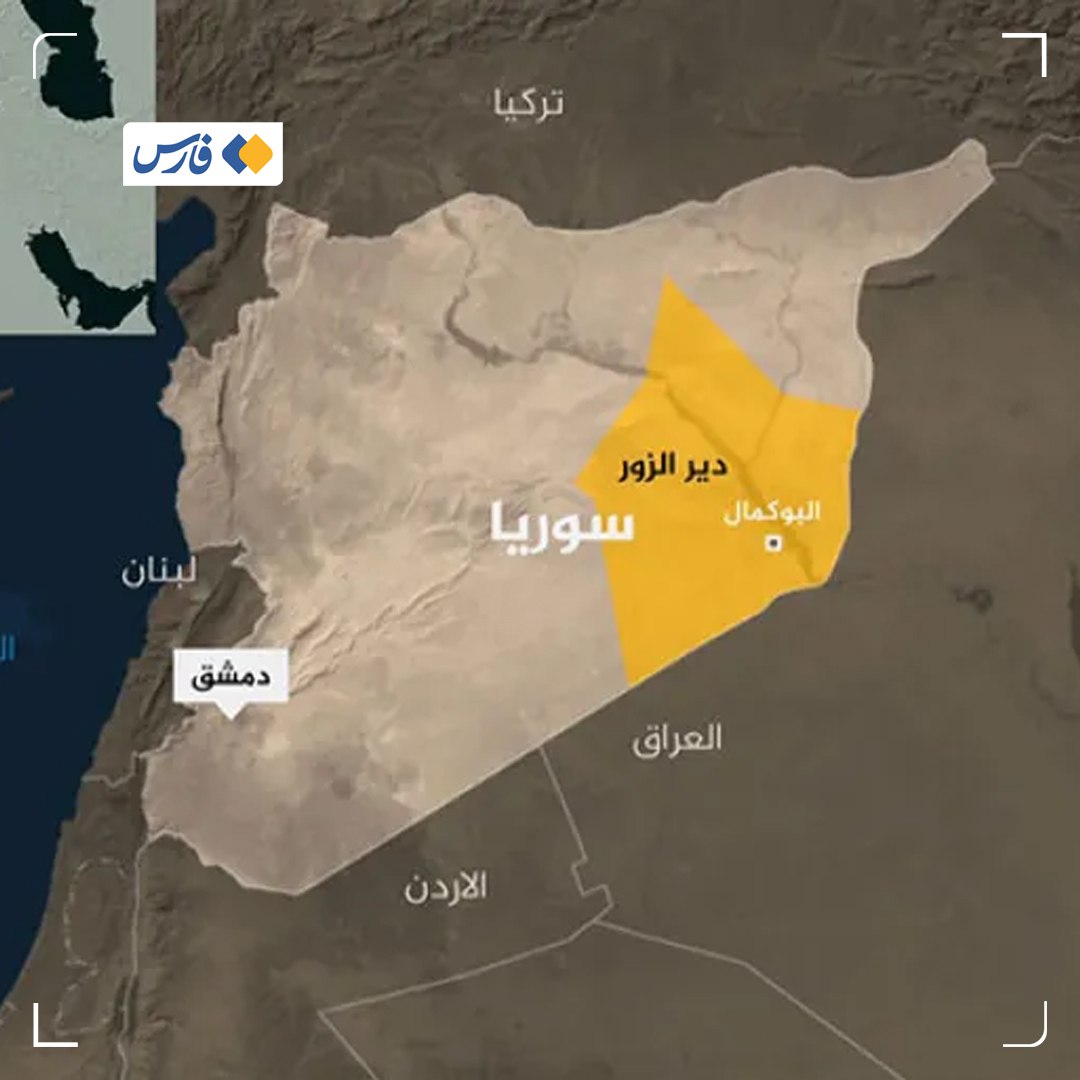 تركيا
فارس
دير الزور
البوكمال
سوريا
لبنان
دمشق
العراق
الاردن